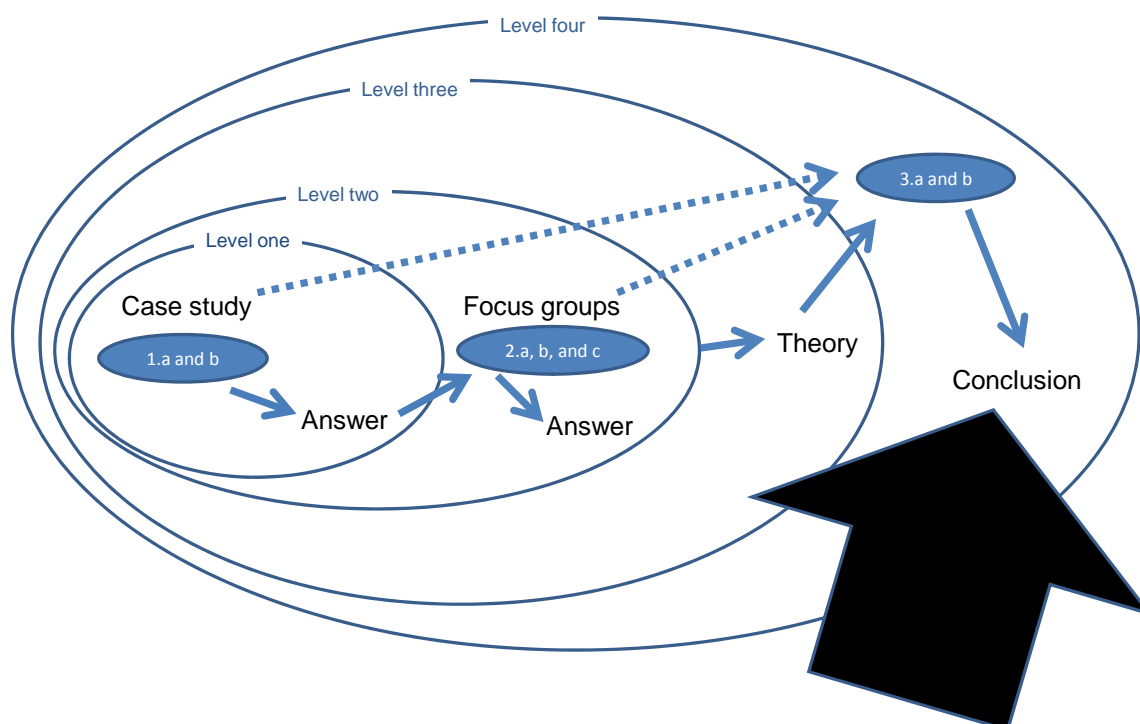 Level four
Level three
Level two
Level one
3.a and b
Case study
Focus groups
1.a and b
2.a, b, and c
Theory
Conclusion
Answer
Answer